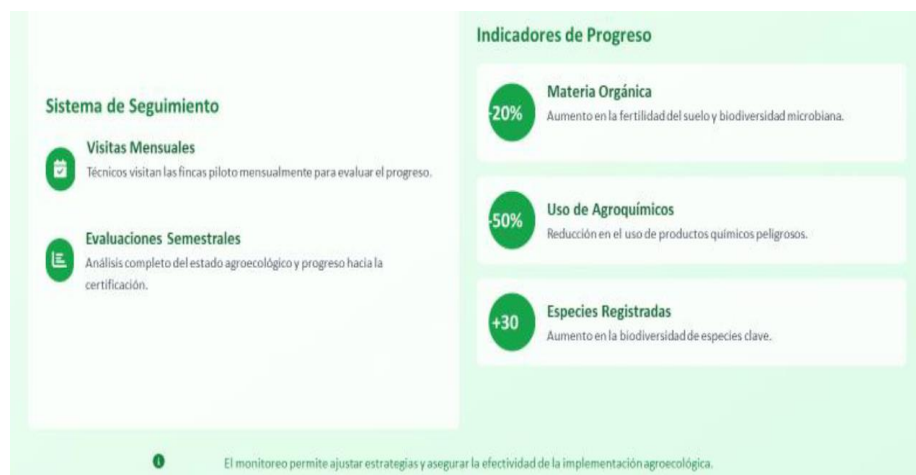 Sistema de Seguimiento
Visitas Mensuales
Técnicos visitan las fincas piloto mensualmente para evaluar el progreso.
Evaluaciones Semestrales
Análisis completo del estado agroecológico y progreso hacia la
certificación.
Indicadores de Progreso
-20%
Materia Orgánica
Aumento en la fertilidad del suelo y biodiversidad microbiana.
-50%
Uso de Agroquímicos
Reducción en el uso de productos químicos peligrosos.
+30
Especies Registradas
Aumento en la biodiversidad de especies clave.
El monitoreo permite ajustar estrategias y asegurar la efectividad de la implementación agroecológica.